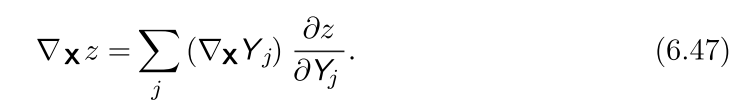 ∇_𝗫 z = ∑_j (∇_𝗫 Y_j) ∂z/∂Y_j. (6.47)